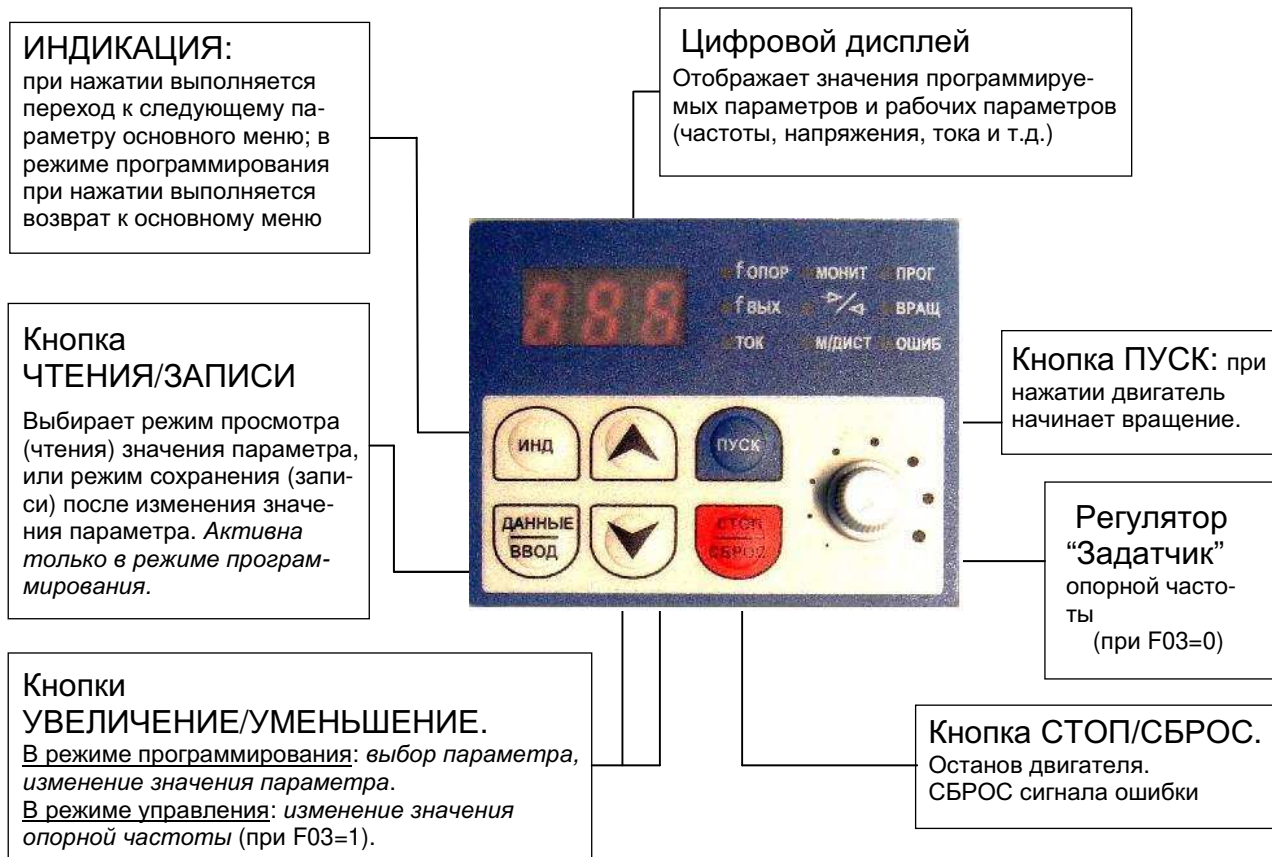 ИНДИКАЦИЯ:
при нажатии выполняется
переход к следующему па-
раметру основного меню; в
режиме программирования
при нажатии выполняется
возврат к основному меню
Цифровой дисплей
Отображает значения программируе-
мых параметров и рабочих параметров
(частоты, напряжения, тока и т.д.)
Кнопка
ЧТЕНИЯ/ЗАПИСИ
Выбирает режим просмотра
(чтения) значения параметра,
или режим сохранения (запи-
си) после изменения значе-
ния параметра. Активна
только в режиме програм-
мирования.
888
f ОПОР МОНИТ ПРОГ
f ВЫХ ВРАЩ
ТОК М/ДИСТ ОШИБ
ИНД
ПУСК
ДАННЫЕ
ВВОД
СТОП
СБРОС
Кнопка ПУСК: при
нажатии двигатель
начинает вращение.
Регулятор
“Задатчик”
опорной часто-
ты
(при F03=0)
Кнопки
УВЕЛИЧЕНИЕ/УМЕНЬШЕНИЕ.
В режиме программирования: выбор параметра,
изменение значения параметра.
В режиме управления: изменение значения
опорной частоты (при F03=1).
Кнопка СТОП/СБРОС.
Останов двигателя.
СБРОС сигнала ошибки